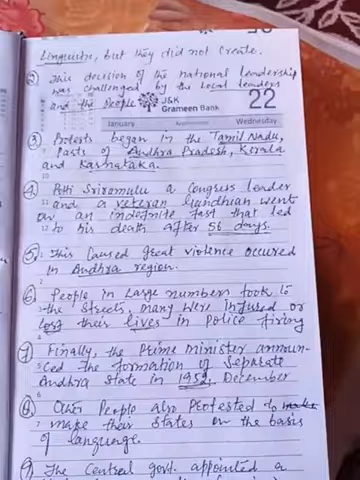 Linguistic, but they did not create.
② This decision of the national leadership
was challenged by the local leaders
and the People
J&K
Grameen Bank
22
January
Appointments
Wednesday
③ Protests began in the Tamil Nadu,
Parts of Andhra Pradesh, Kerala
and Karnataka.
④ Potti Sriramulu a Congress leader
and a veteran Gandhian went
on an indefinite fast that led
to his death after 56 days.
⑤. This Caused great violence occured
in Andhra region.
⑥ People in large numbers took to
the streets, many were injured or
lost their lives in Police firing
⑦ Finally, the Prime Minister announ-
ced the formation of Separate
Andhra state in 1952 December
⑧. Other People also Protested to
make their states on the basis
of language.
⑨ The Central govt. appointed a